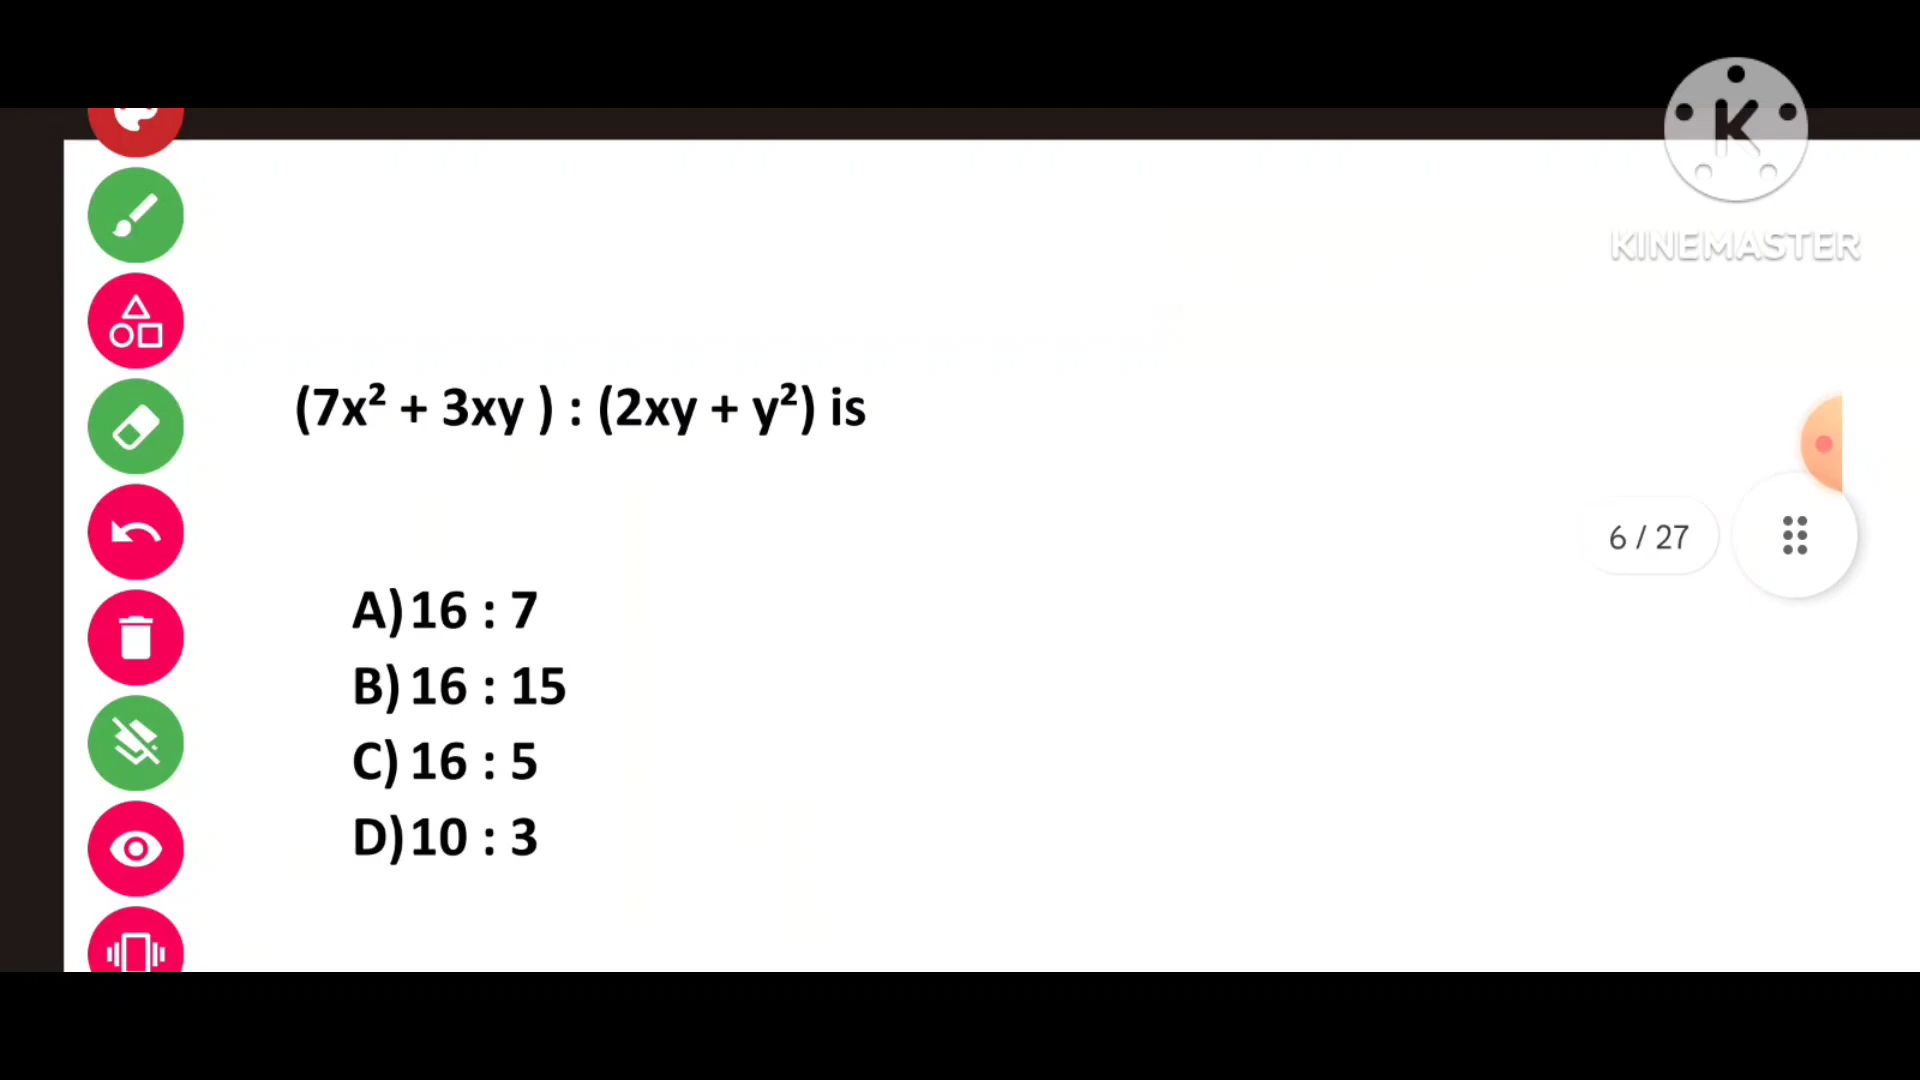 K
KINEMASTER
(7x² + 3xy ) : (2xy + y²) is
6 / 27
A) 16 : 7
B) 16 : 15
C) 16 : 5
D) 10 : 3